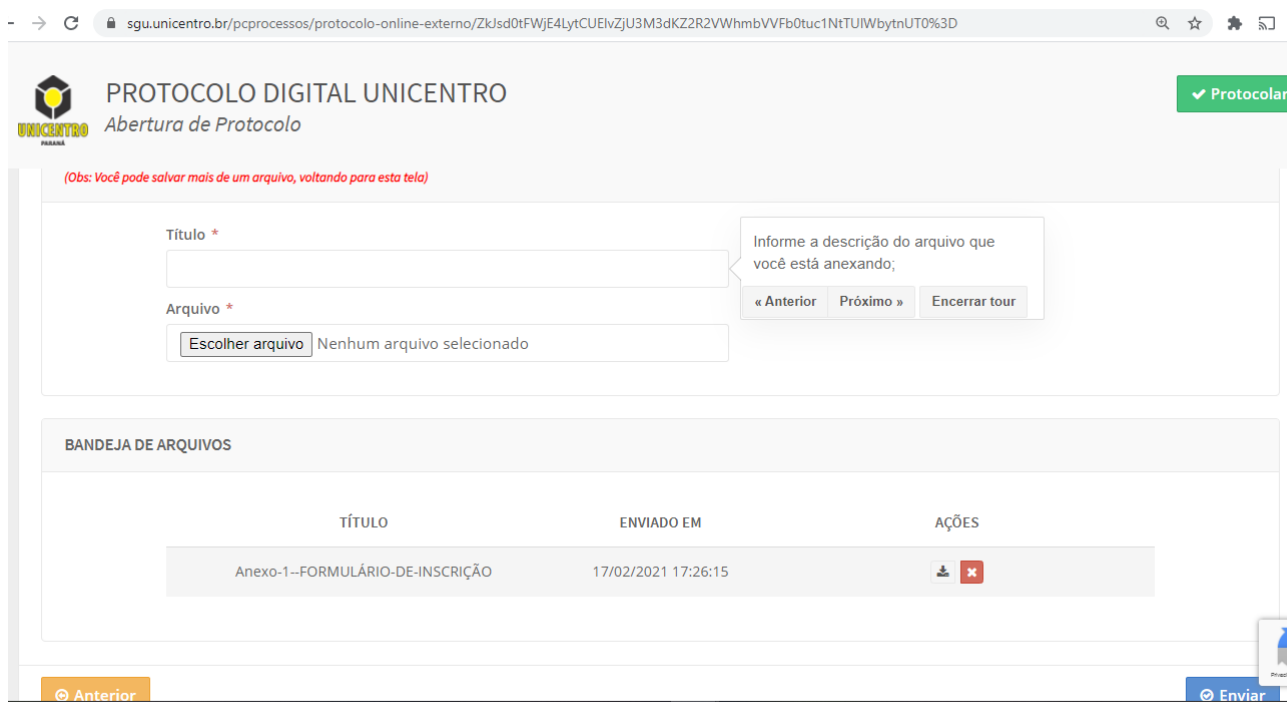 sgu.unicentro.br/pcprocessos/protocolo-online-externo/ZkJsd0tFWjE4LytCUElvZjU3M3dKZ2R2VWhmbVVFb0tuc1NtTUlWbytnUT0%3D
UNICENTRO
PARANÁ
PROTOCOLO DIGITAL UNICENTRO
Abertura de Protocolo
Protocolar
(Obs: Você pode salvar mais de um arquivo, voltando para esta tela)
Título *
Informe a descrição do arquivo que
você está anexando;
« Anterior Próximo » Encerrar tour
Arquivo *
Escolher arquivo Nenhum arquivo selecionado
BANDEJA DE ARQUIVOS
TÍTULO ENVIADO EM AÇÕES
Anexo-1--FORMULÁRIO-DE-INSCRIÇÃO 17/02/2021 17:26:15
Anterior Enviar